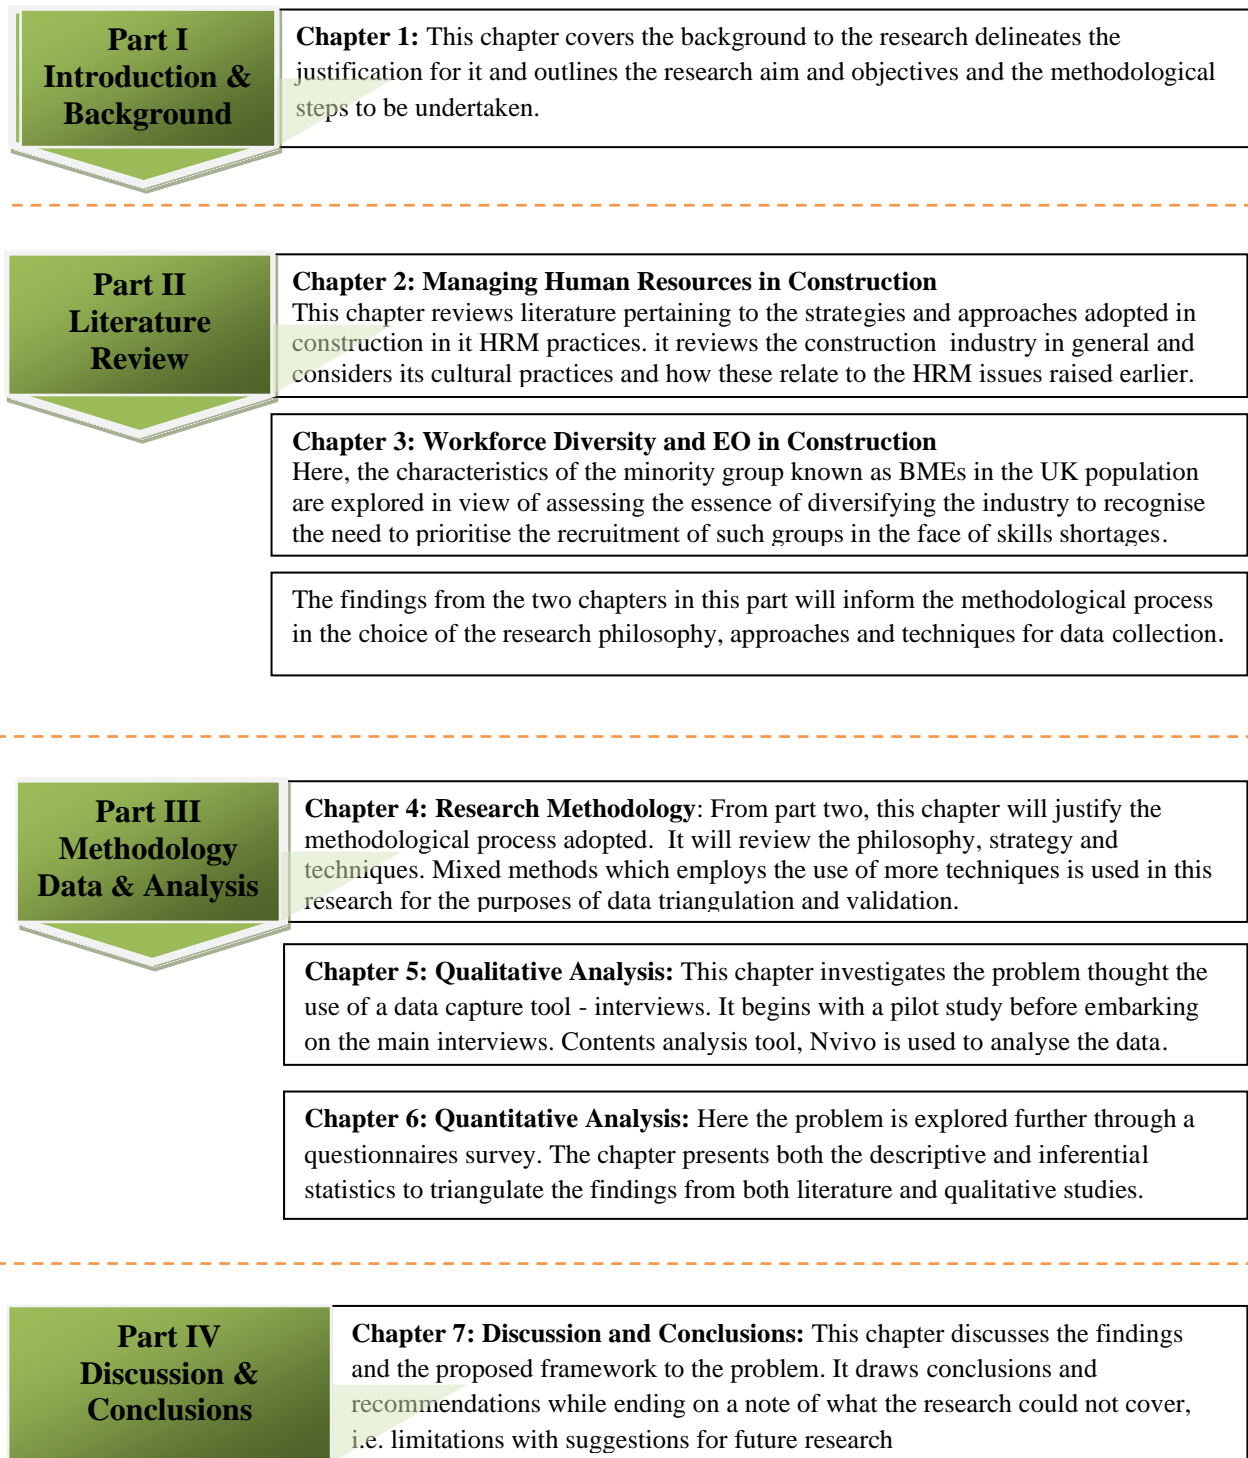 Part I
Introduction &
Background
Chapter 1: This chapter covers the background to the research delineates the
justification for it and outlines the research aim and objectives and the methodological
steps to be undertaken.
Part II
Literature
Review
Chapter 2: Managing Human Resources in Construction
This chapter reviews literature pertaining to the strategies and approaches adopted in
construction in it HRM practices. it reviews the construction industry in general and
considers its cultural practices and how these relate to the HRM issues raised earlier.
Chapter 3: Workforce Diversity and EO in Construction
Here, the characteristics of the minority group known as BMEs in the UK population
are explored in view of assessing the essence of diversifying the industry to recognise
the need to prioritise the recruitment of such groups in the face of skills shortages.
The findings from the two chapters in this part will inform the methodological process
in the choice of the research philosophy, approaches and techniques for data collection.
Part III
Methodology
Data & Analysis
Chapter 4: Research Methodology: From part two, this chapter will justify the
methodological process adopted. It will review the philosophy, strategy and
techniques. Mixed methods which employs the use of more techniques is used in this
research for the purposes of data triangulation and validation.
Chapter 5: Qualitative Analysis: This chapter investigates the problem thought the
use of a data capture tool - interviews. It begins with a pilot study before embarking
on the main interviews. Contents analysis tool, Nvivo is used to analyse the data.
Chapter 6: Quantitative Analysis: Here the problem is explored further through a
questionnaires survey. The chapter presents both the descriptive and inferential
statistics to triangulate the findings from both literature and qualitative studies.
Part IV
Discussion &
Conclusions
Chapter 7: Discussion and Conclusions: This chapter discusses the findings
and the proposed framework to the problem. It draws conclusions and
recommendations while ending on a note of what the research could not cover,
i.e. limitations with suggestions for future research